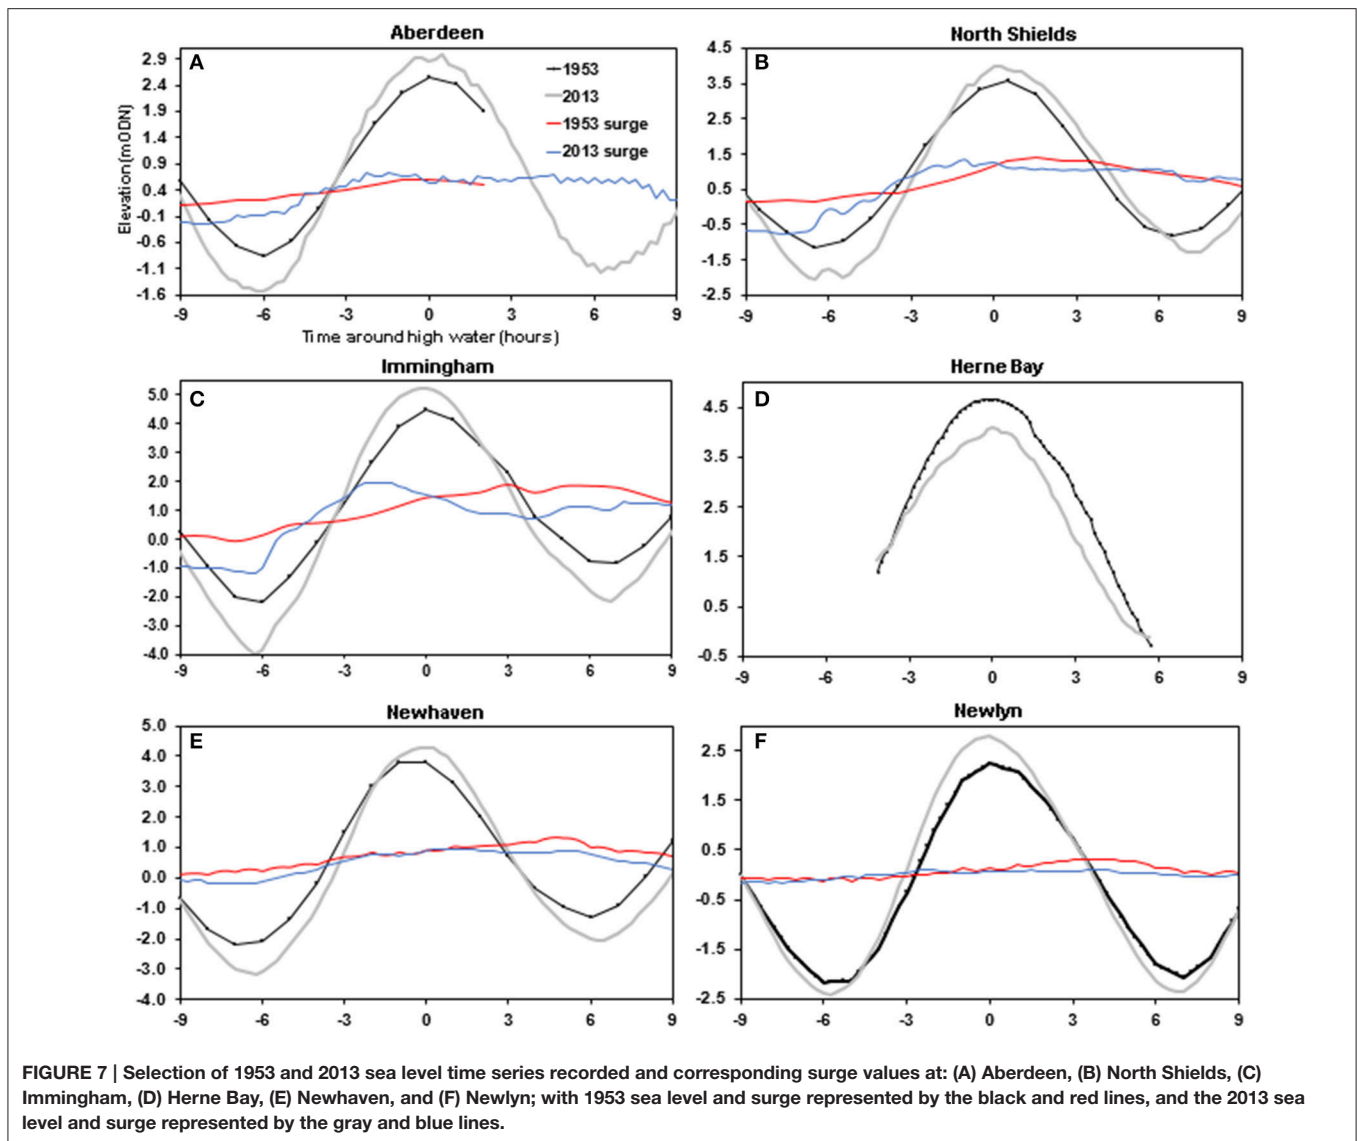 Aberdeen
A
1953
2013
1953 surge
2013 surge
Elevation (mODN)
2.9
2.4
1.9
1.4
0.9
0.4
-0.1
-0.6
-1.1
-1.6
-9 -6 -3 0 3 6 9
Time around high water (hours)
North Shields
B
4.5
3.5
2.5
1.5
0.5
-0.5
-1.5
-2.5
-9 -6 -3 0 3 6 9
Immingham
C
5.0
4.0
3.0
2.0
1.0
0.0
-1.0
-2.0
-3.0
-4.0
-9 -6 -3 0 3 6 9
Herne Bay
D
4.5
3.5
2.5
1.5
0.5
-0.5
-9 -6 -3 0 3 6 9
Newhaven
E
5.0
4.0
3.0
2.0
1.0
0.0
-1.0
-2.0
-3.0
-4.0
-9 -6 -3 0 3 6 9
Newlyn
F
2.5
1.5
0.5
-0.5
-1.5
-2.5
-9 -6 -3 0 3 6 9
FIGURE 7 | Selection of 1953 and 2013 sea level time series recorded and corresponding surge values at: (A) Aberdeen, (B) North Shields, (C)
Immingham, (D) Herne Bay, (E) Newhaven, and (F) Newlyn; with 1953 sea level and surge represented by the black and red lines, and the 2013 sea
level and surge represented by the gray and blue lines.